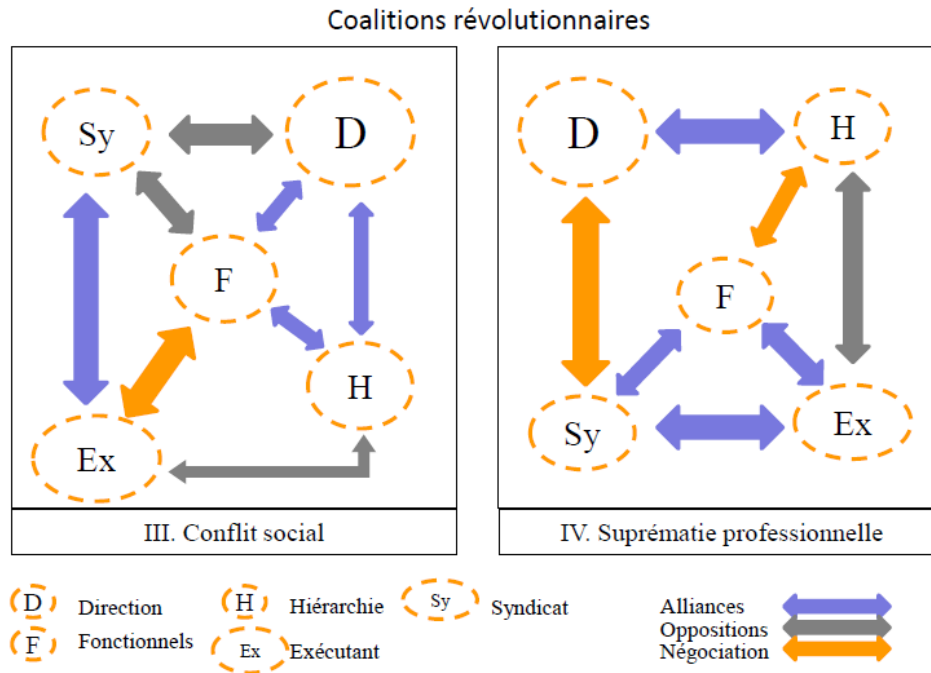 Coalitions révolutionnaires
Sy
D
F
H
Ex
III. Conflit social
D
H
F
Sy
Ex
IV. Suprématie professionnelle
D Direction
H Hiérarchie
Sy Syndicat
F Fonctionnels
Ex Exécutant
Alliances
Oppositions
Négociation